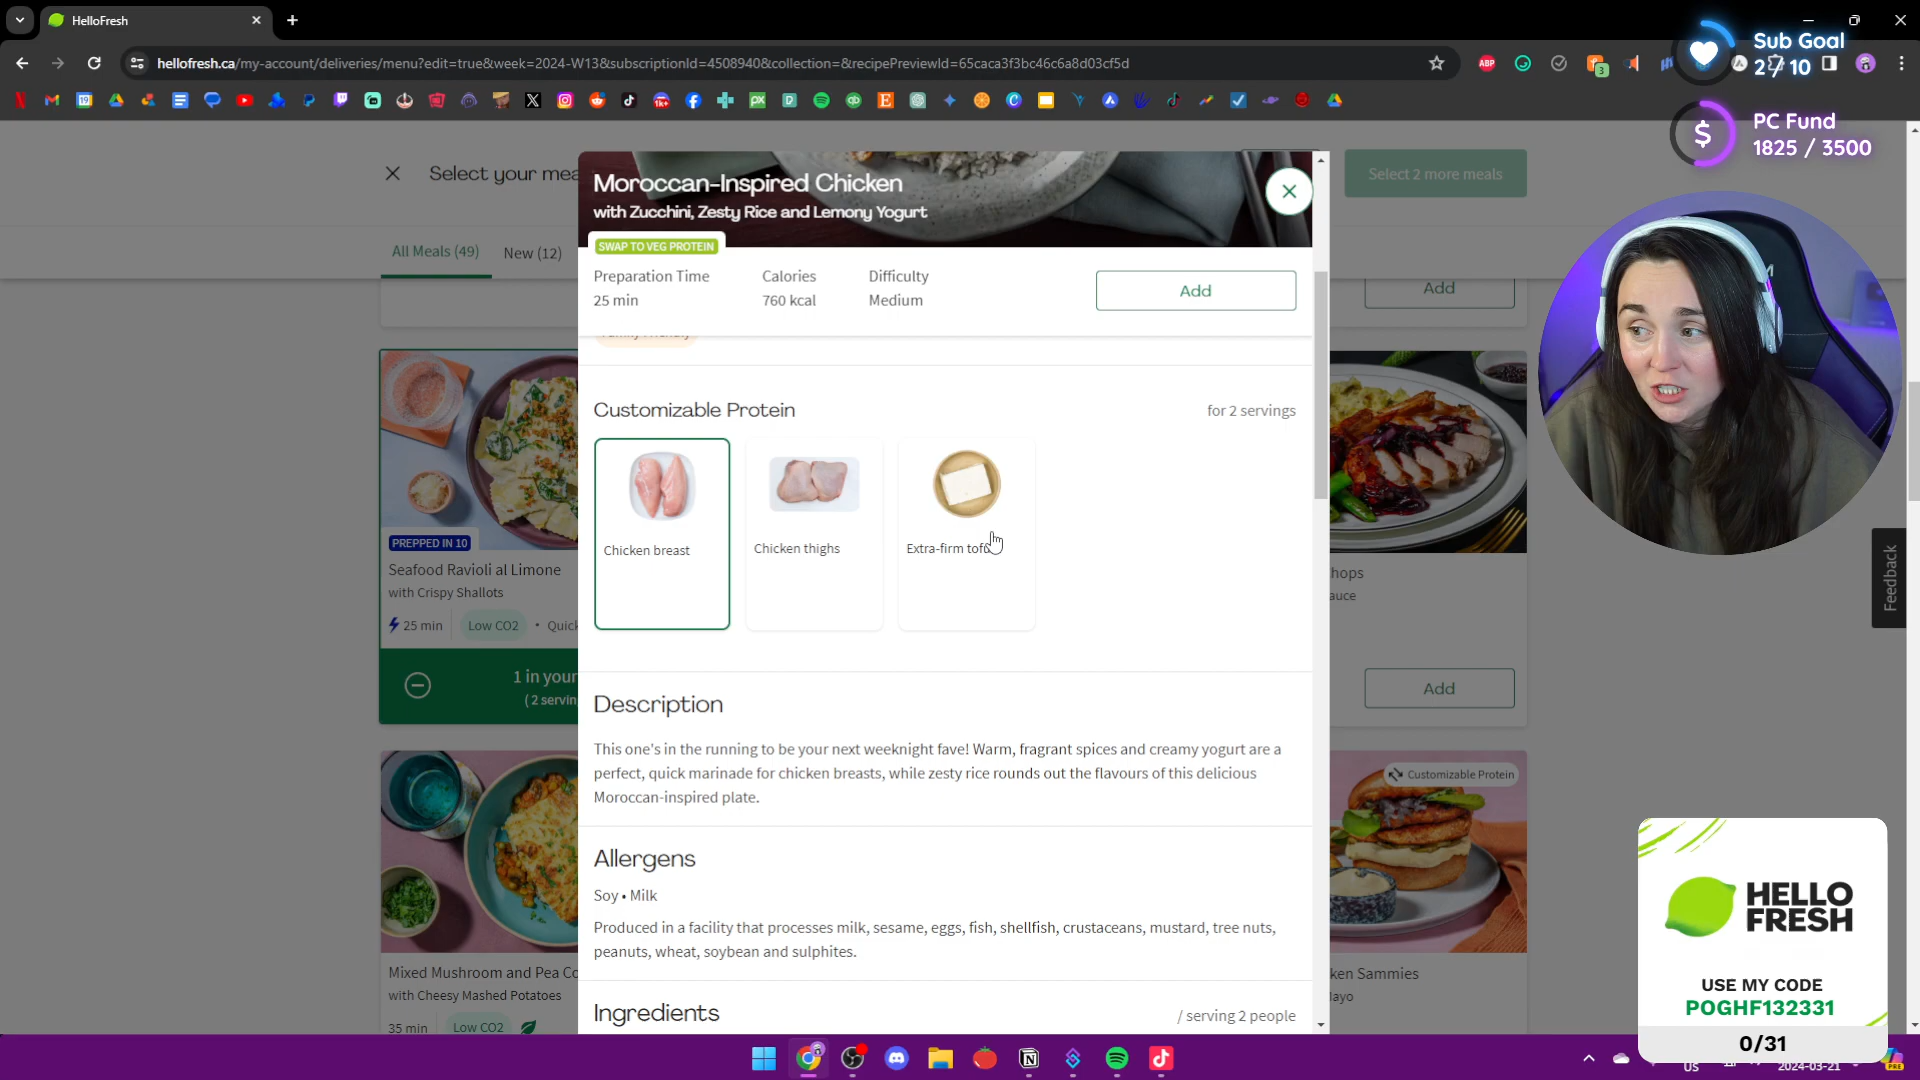 HelloFresh
hellofresh.ca/my-account/deliveries/menu?edit=true&week=2024-W13&subscriptionId=4508940&collection=&recipePreviewId=65caca3f3bc46c6a8d03cf5d
Sub Goal
2 / 10
PC Fund
1825 / 3500
Select your mea
Select 2 more meals
All Meals (49)
New (12)
Moroccan-Inspired Chicken
with Zucchini, Zesty Rice and Lemony Yogurt
SWAP TO VEG PROTEIN
Preparation Time
25 min
Calories
760 kcal
Difficulty
Medium
Add
Add
Family Friendly
Customizable Protein
for 2 servings
Chicken breast
Chicken thighs
Extra-firm tofu
PREPPED IN 10
Seafood Ravioli al Limone
with Crispy Shallots
25 min
Low CO2
• Quick
1 in your
( 2 servin
hops
auce
Add
Feedback
Description
This one's in the running to be your next weeknight fave! Warm, fragrant spices and creamy yogurt are a
perfect, quick marinade for chicken breasts, while zesty rice rounds out the flavours of this delicious
Moroccan-inspired plate.
Allergens
Soy • Milk
Produced in a facility that processes milk, sesame, eggs, fish, shellfish, crustaceans, mustard, tree nuts,
peanuts, wheat, soybean and sulphites.
Ingredients
/ serving 2 people
Mixed Mushroom and Pea Co
with Cheesy Mashed Potatoes
35 min
Low CO2
Customizable Protein
ken Sammies
Mayo
HELLO
FRESH
USE MY CODE
POGHF132331
0/31
US
2024-03-21